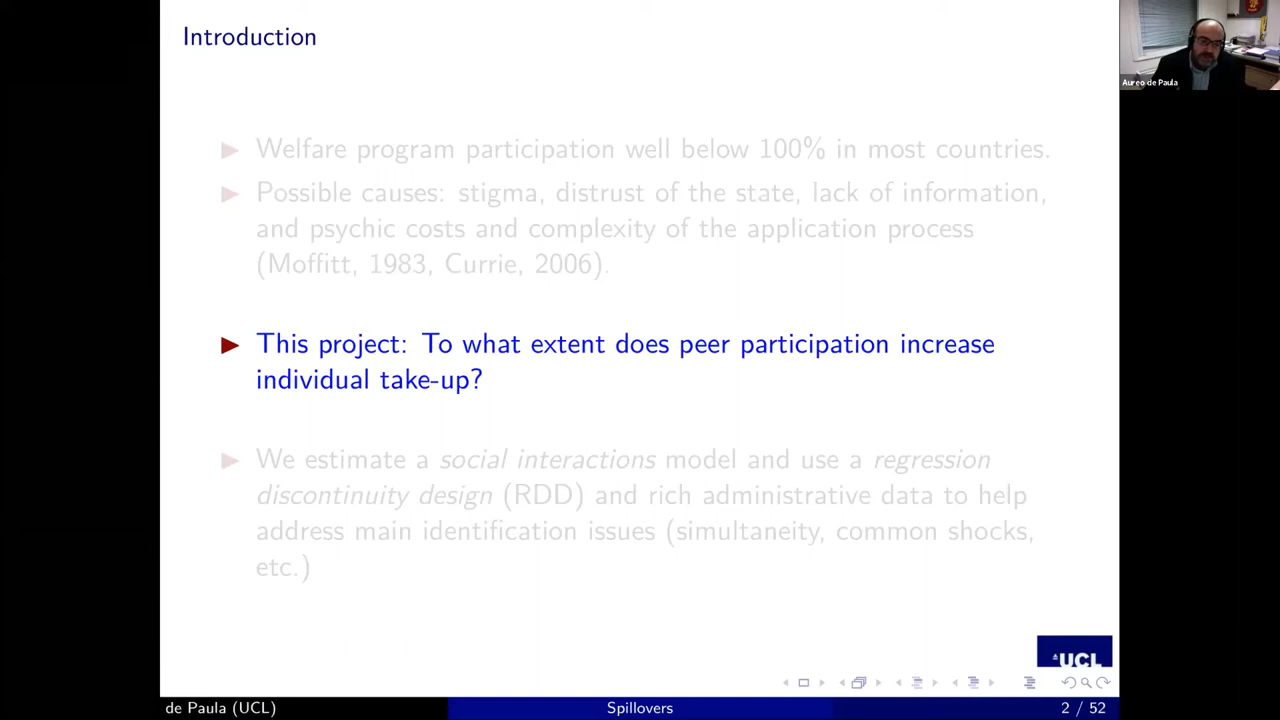 Introduction
Aureo de Paula
Welfare program participation well below 100% in most countries.
Possible causes: stigma, distrust of the state, lack of information,
and psychic costs and complexity of the application process
(Moffitt, 1983, Currie, 2006).
This project: To what extent does peer participation increase
individual take-up?
We estimate a social interactions model and use a regression
discontinuity design (RDD) and rich administrative data to help
address main identification issues (simultaneity, common shocks,
etc.)
UCL
de Paula (UCL)
Spillovers
2 / 52